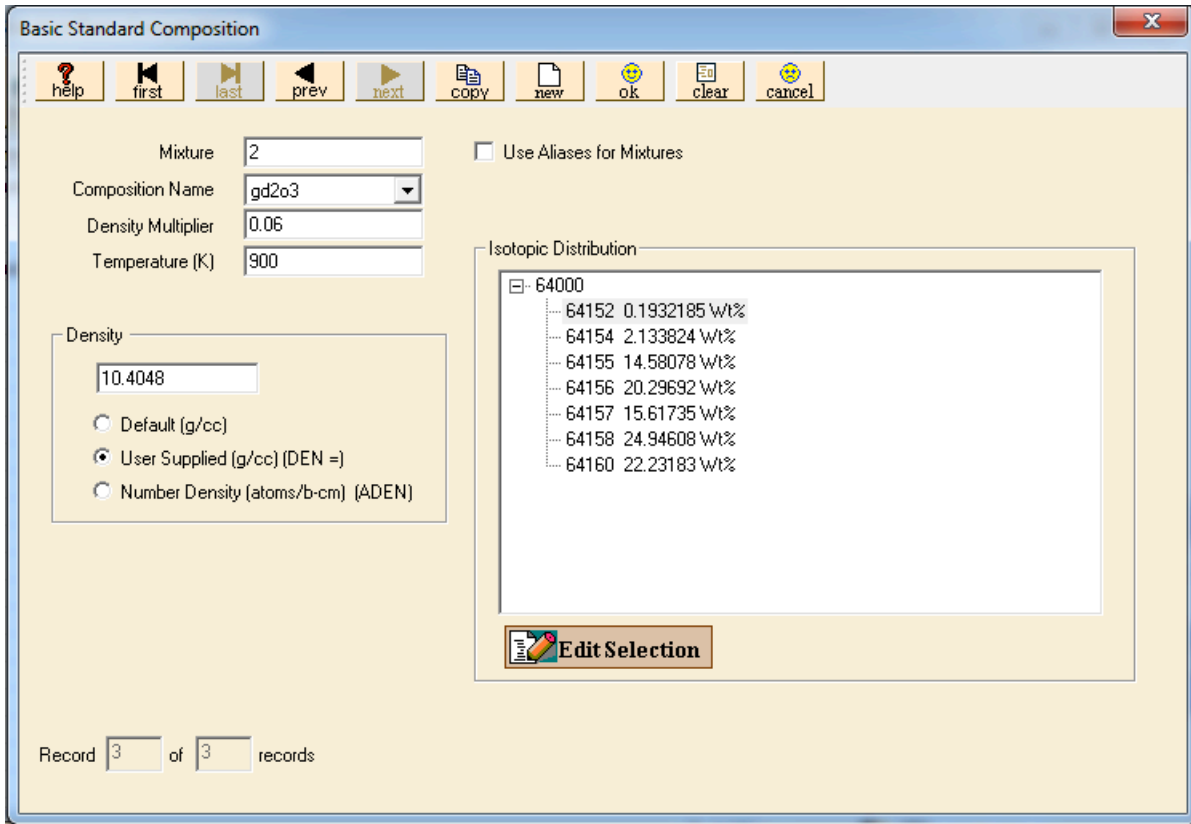 Basic Standard Composition
x
? help first last prev next copy new ok clear cancel
Mixture 2
Use Aliases for Mixtures
Composition Name gd2o3
Density Multiplier 0.06
Temperature (K) 900
Isotopic Distribution
64000
64152 0.1932185 Wt%
64154 2.133824 Wt%
64155 14.58078 Wt%
64156 20.29692 Wt%
64157 15.61735 Wt%
64158 24.94608 Wt%
64160 22.23183 Wt%
Density
10.4048
Default (g/cc)
User Supplied (g/cc) (DEN =)
Number Density (atoms/b-cm) (ADEN)
Edit Selection
Record 3 of 3 records